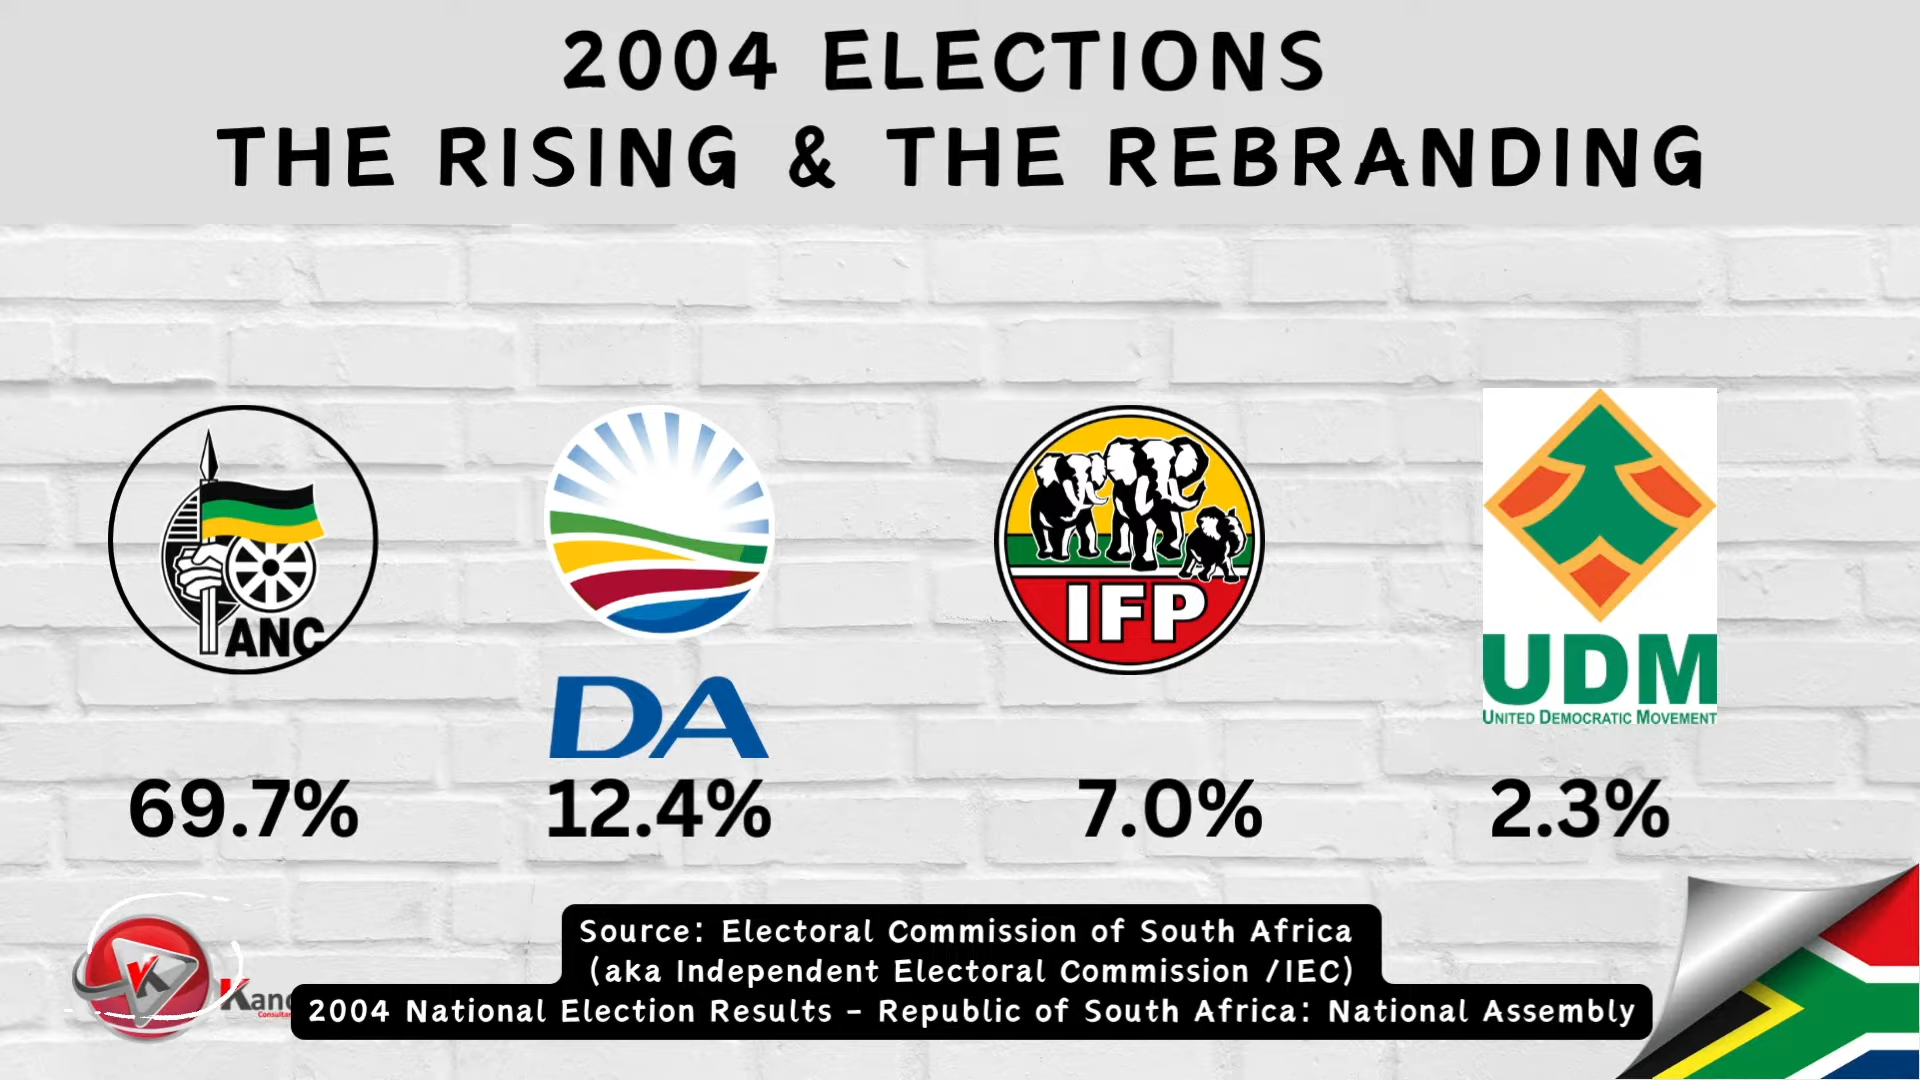 2004 ELECTIONS
THE RISING & THE REBRANDING
ANC
DA
IFP
UDM
UNITED DEMOCRATIC MOVEMENT
69.7%
12.4%
7.0%
2.3%
K
Source: Electoral Commission of South Africa
(aka Independent Electoral Commission /IEC)
2004 National Election Results - Republic of South Africa: National Assembly